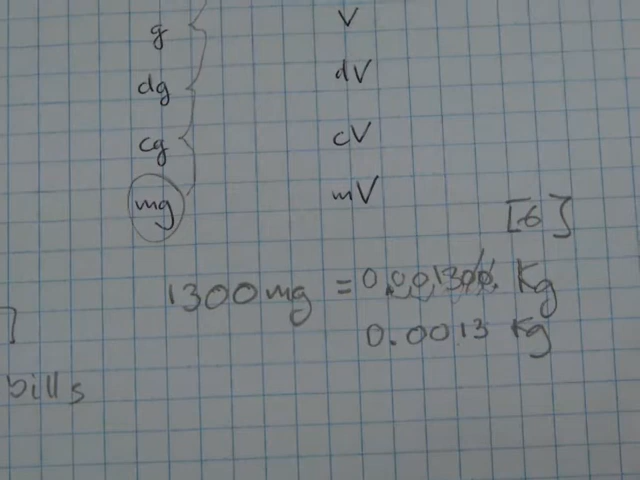 g V
dg dV
cg cV
mg mV
[6]
1300 mg = 0.001300. Kg
]
0.0013 Kg
bills